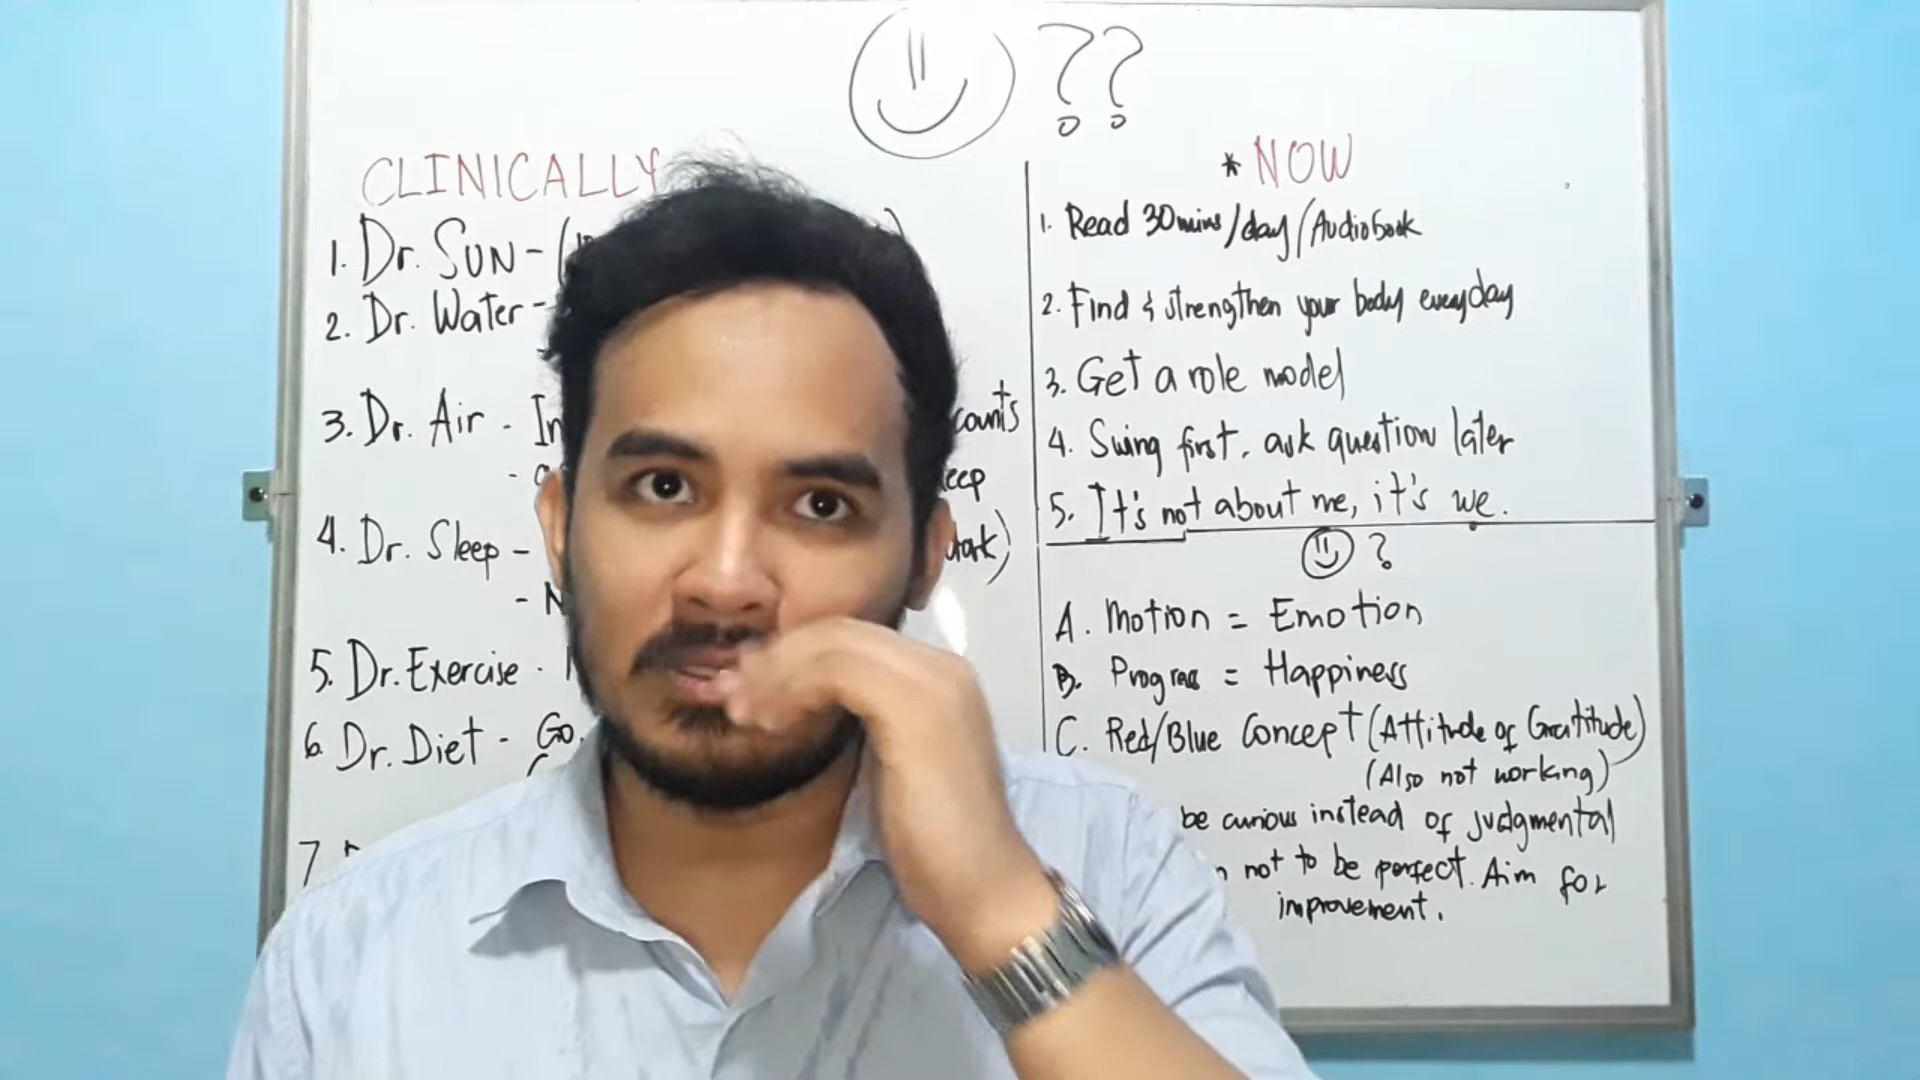 ??
CLINICALLY
1. Dr. SUN - (
2. Dr. Water -
3. Dr. Air - In
counts
-
4. Dr. Sleep -
dark)
- N
5. Dr. Exercise -
6. Dr. Diet - Go
7
* NOW
1. Read 30mins/day/Audiobook
2. Find & strengthen your body everyday
3. Get a role model
4. Swing first, ask question later
5. It's not about me, it's we.
?
A. Motion = Emotion
B. Progress = Happiness
C. Red/Blue Concept (Attitude of Gratitude)
(Also not working)
be curious instead of judgmental
not to be perfect. Aim for
improvement.